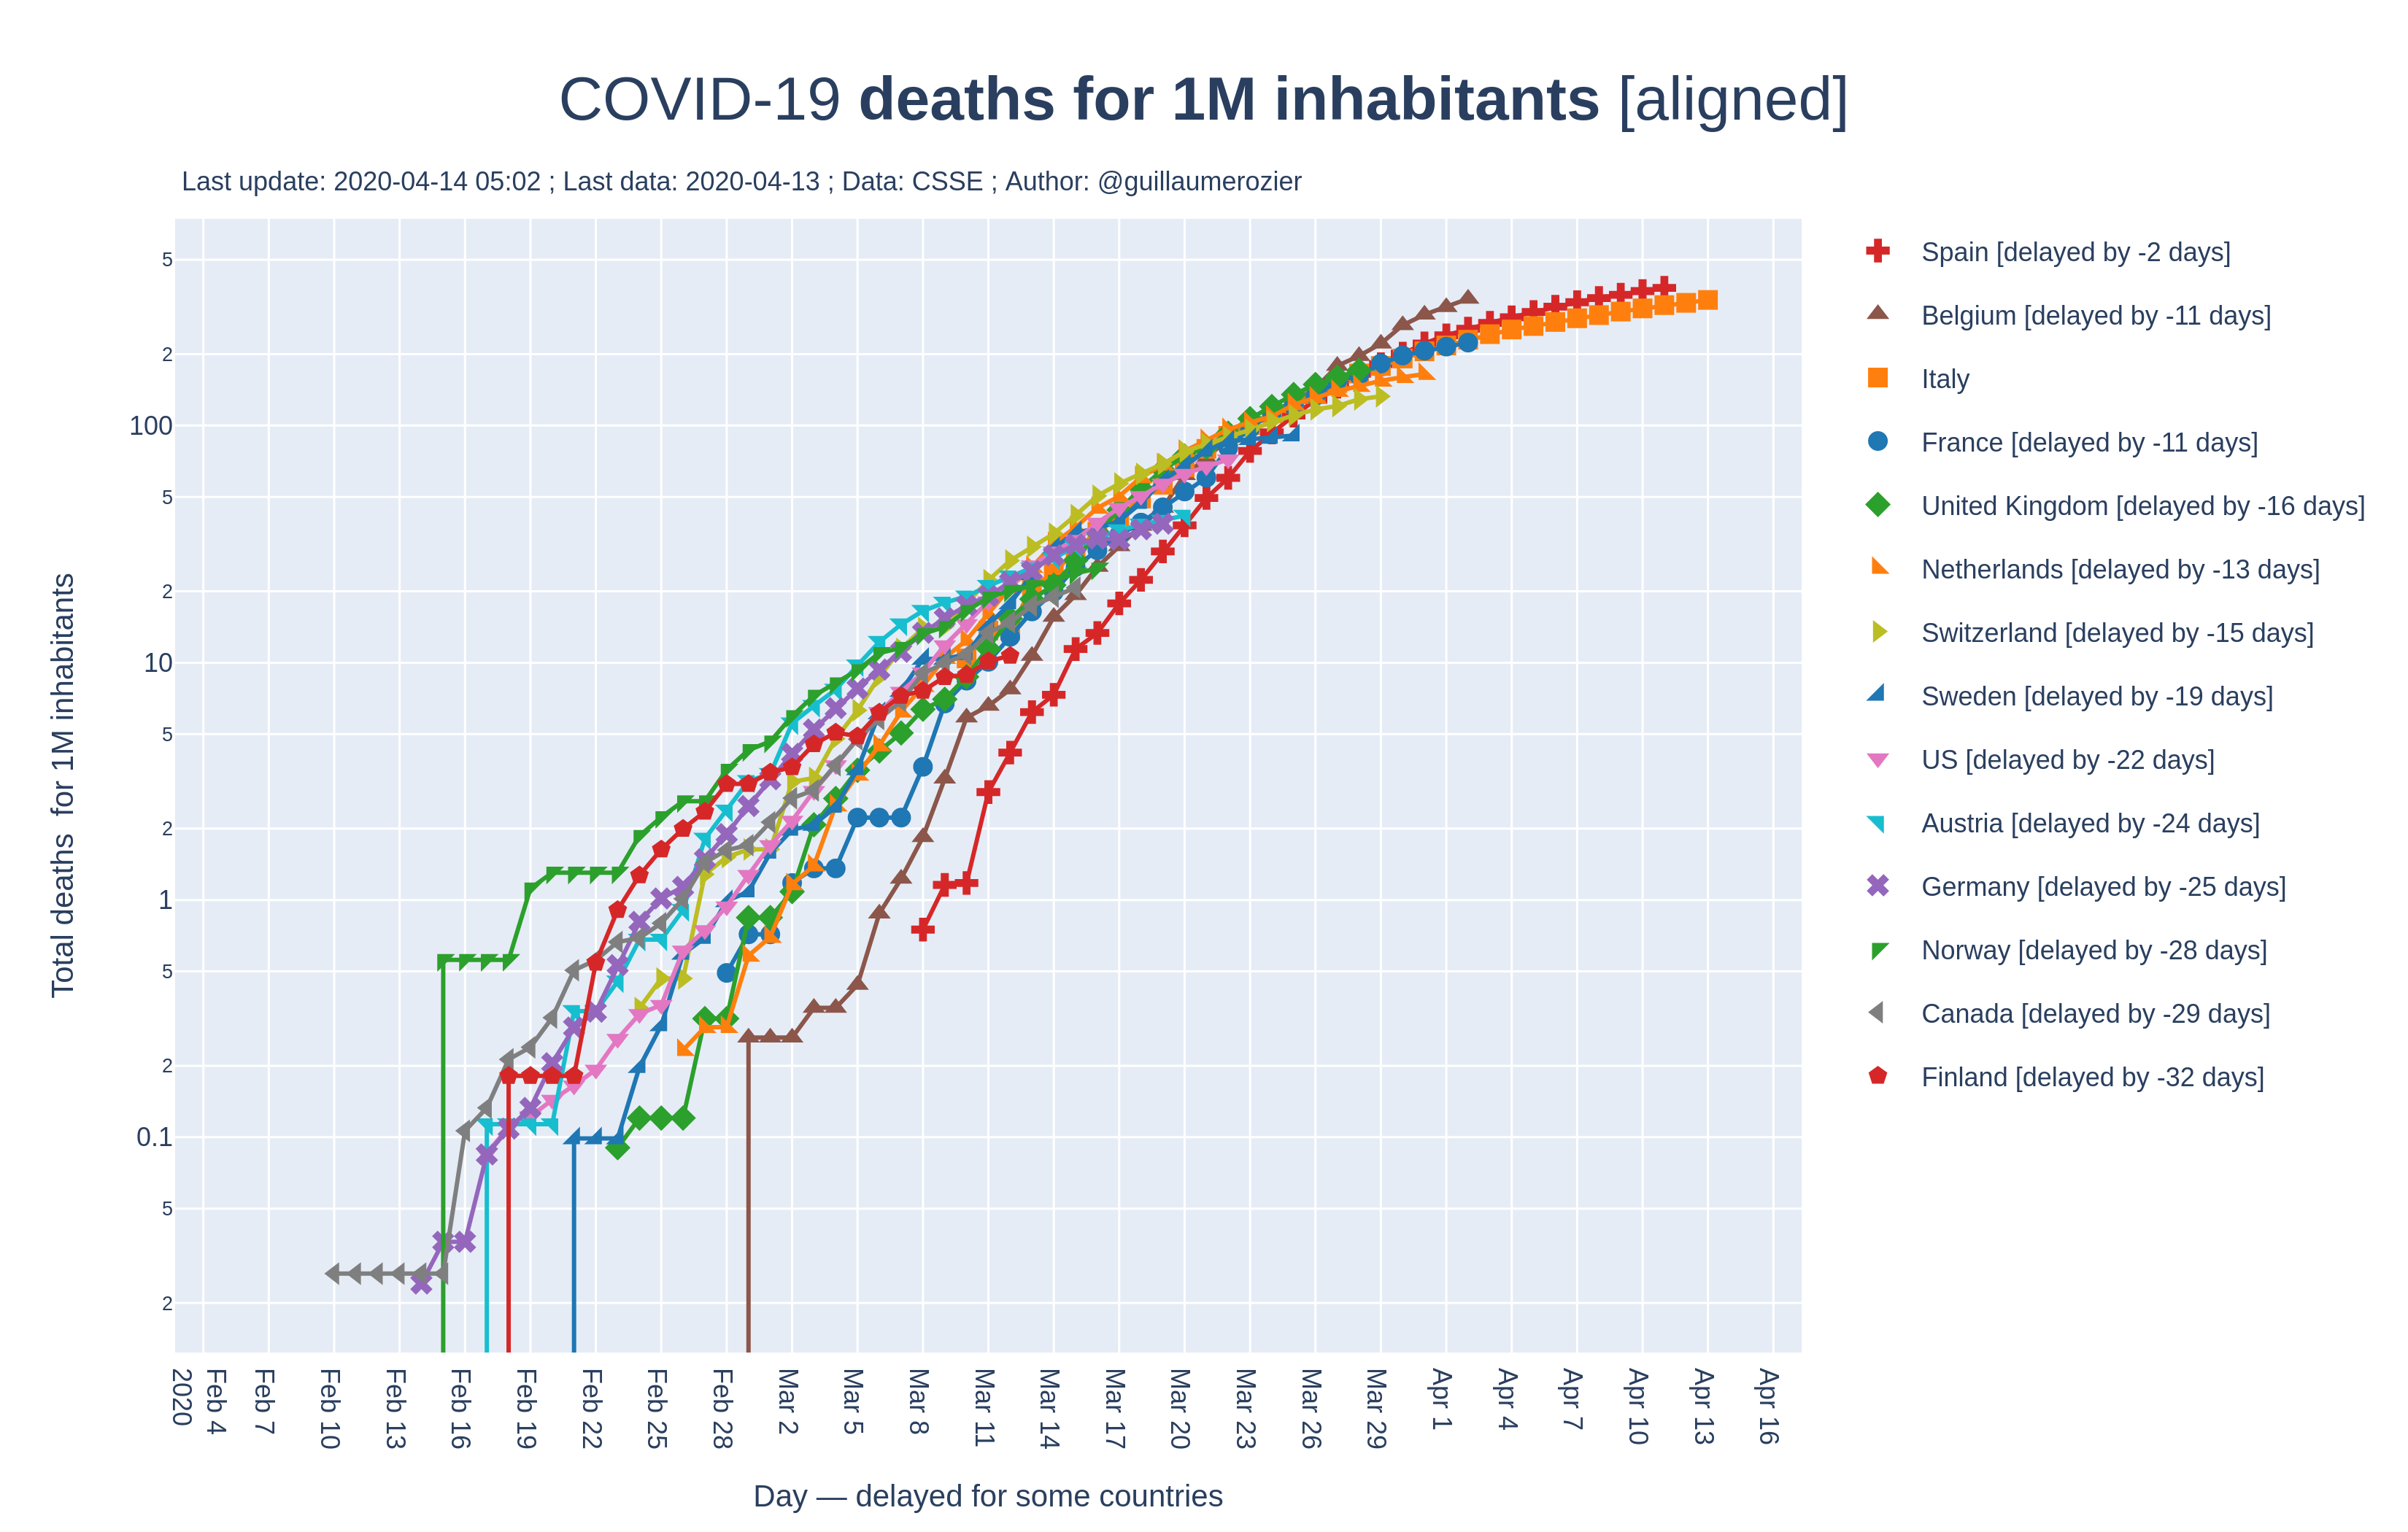 COVID-19 deaths for 1M inhabitants [aligned]
Last update: 2020-04-14 05:02 ; Last data: 2020-04-13 ; Data: CSSE ; Author: @guillaumerozier
Total deaths for 1M inhabitants
5
2
100
5
2
10
5
2
1
5
2
0.1
5
2
Feb 4
2020
Feb 7
Feb 10
Feb 13
Feb 16
Feb 19
Feb 22
Feb 25
Feb 28
Mar 2
Mar 5
Mar 8
Mar 11
Mar 14
Mar 17
Mar 20
Mar 23
Mar 26
Mar 29
Apr 1
Apr 4
Apr 7
Apr 10
Apr 13
Apr 16
Day — delayed for some countries
Spain [delayed by -2 days]
Belgium [delayed by -11 days]
Italy
France [delayed by -11 days]
United Kingdom [delayed by -16 days]
Netherlands [delayed by -13 days]
Switzerland [delayed by -15 days]
Sweden [delayed by -19 days]
US [delayed by -22 days]
Austria [delayed by -24 days]
Germany [delayed by -25 days]
Norway [delayed by -28 days]
Canada [delayed by -29 days]
Finland [delayed by -32 days]